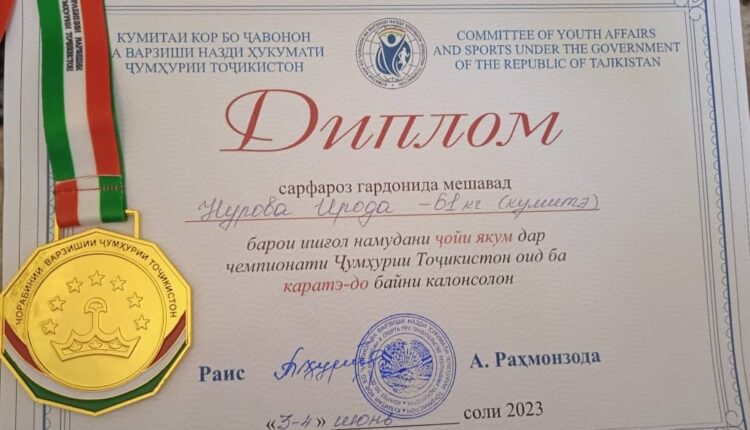 КУМИТАИ КОР БО ҶАВОНОН
ВА ВАРЗИШИ НАЗДИ ҲУКУМАТИ
ҶУМҲУРИИ ТОҶИКИСТОН
COMMITTEE OF YOUTH AFFAIRS
AND SPORTS UNDER THE GOVERNMENT
OF THE REPUBLIC OF TAJIKISTAN
Диплом
сарфароз гардонида мешавад
Нурова Ирода -61 кг (кумитэ)
барои ишғол намудани ҷойи якум дар
чемпионати Ҷумҳурии Тоҷикистон оид ба
каратэ-до байни калонсолон
ЧОРАБИНИИ ВАРЗИШИИ ҶУМҲУРИИ ТОҶИКИСТОН
Раис
А. Раҳмонзода
«3-4» июнь соли 2023